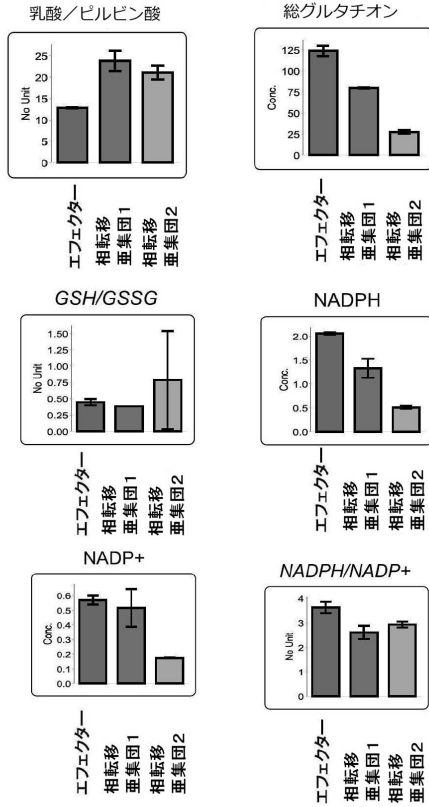 乳酸／ピルビン酸
総グルタチオン
No Unit
25
20
15
10
5
0
エフェクター
相転移
亜集団1
相転移
亜集団2
Conc.
125
100
75
50
25
0
エフェクター
相転移
亜集団1
相転移
亜集団2
GSH/GSSG
NADPH
No Unit
1.50
1.25
1.00
0.75
0.50
0.25
0.00
エフェクター
相転移
亜集団1
相転移
亜集団2
Conc.
2.0
1.5
1.0
0.5
0.0
エフェクター
相転移
亜集団1
相転移
亜集団2
NADP+
NADPH/NADP+
Conc.
0.6
0.5
0.4
0.3
0.2
0.1
0.0
エフェクター
相転移
亜集団1
相転移
亜集団2
No Unit
4
3
2
1
0
エフェクター
相転移
亜集団1
相転移
亜集団2